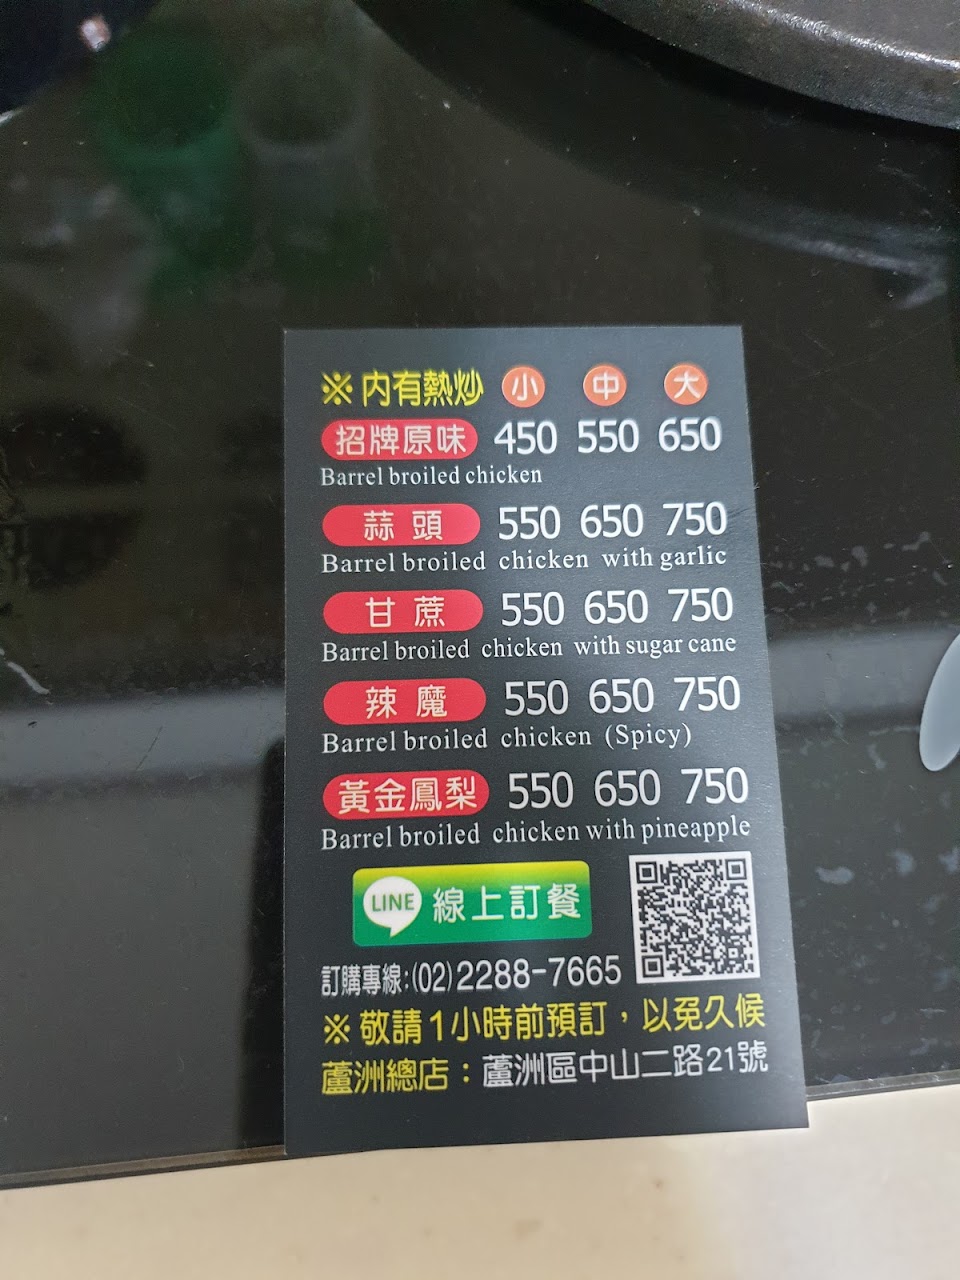 ※ 內有熱炒 小 中 大
招牌原味 450 550 650
Barrel broiled chicken
蒜頭 550 650 750
Barrel broiled chicken with garlic
甘蔗 550 650 750
Barrel broiled chicken with sugar cane
辣魔 550 650 750
Barrel broiled chicken (Spicy)
黃金鳳梨 550 650 750
Barrel broiled chicken with pineapple
LINE 線上訂餐
訂購專線:(02)2288-7665
※ 敬請1小時前預訂，以免久候
蘆洲總店：蘆洲區中山二路21號